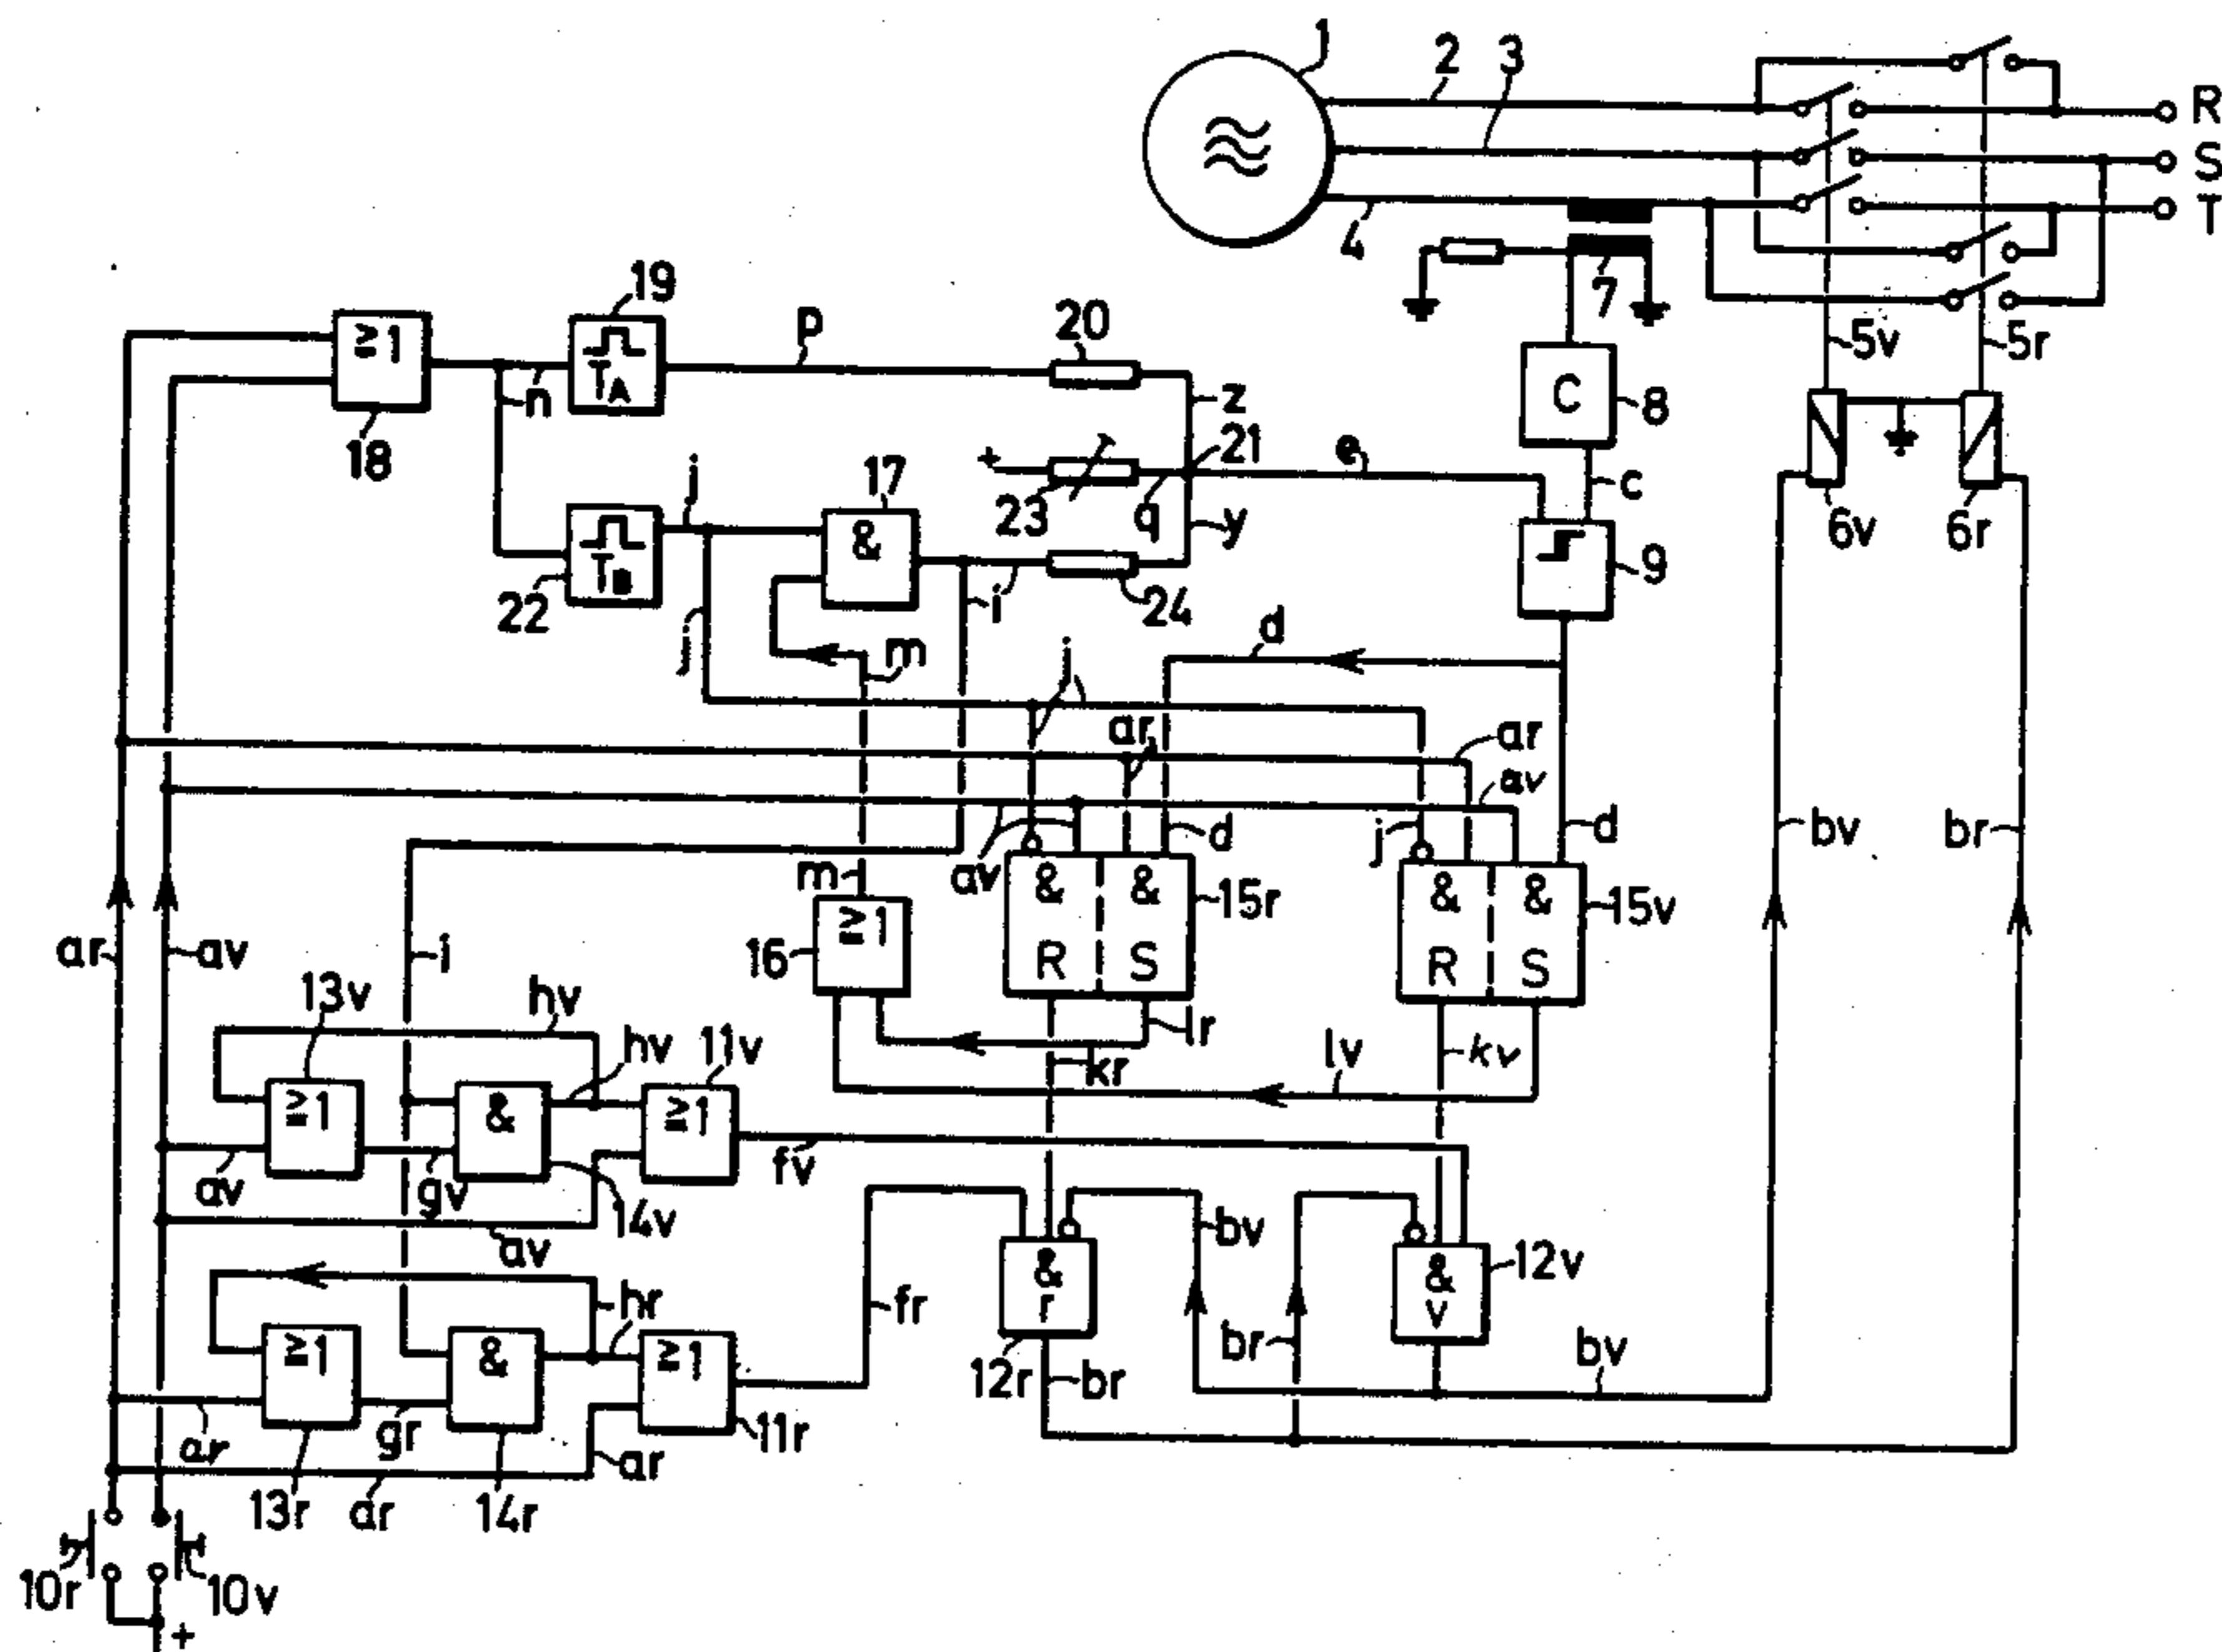 1
2
3
R
S
T
4
7
5v
5r
19
≥1
TA
p
20
n
18
z
C
8
21
e
+
j
17
23
q
c
6v
6r
&
y
9
TB
22
i
24
j
m
j
d
ar
ar
av
d
j
d
bv
br
m
av
&
&
15r
&
&
15v
ar
av
i
≥1
16
R
S
R
S
13v
hv
hv
11v
lr
kr
lv
kv
≥1
&
≥1
av
gv
14v
fv
av
bv
12v
&
r
&
v
hr
fr
≥1
&
≥1
12r
br
br
bv
ar
gr
11r
ar
13r
ar
14r
10r
10v
+